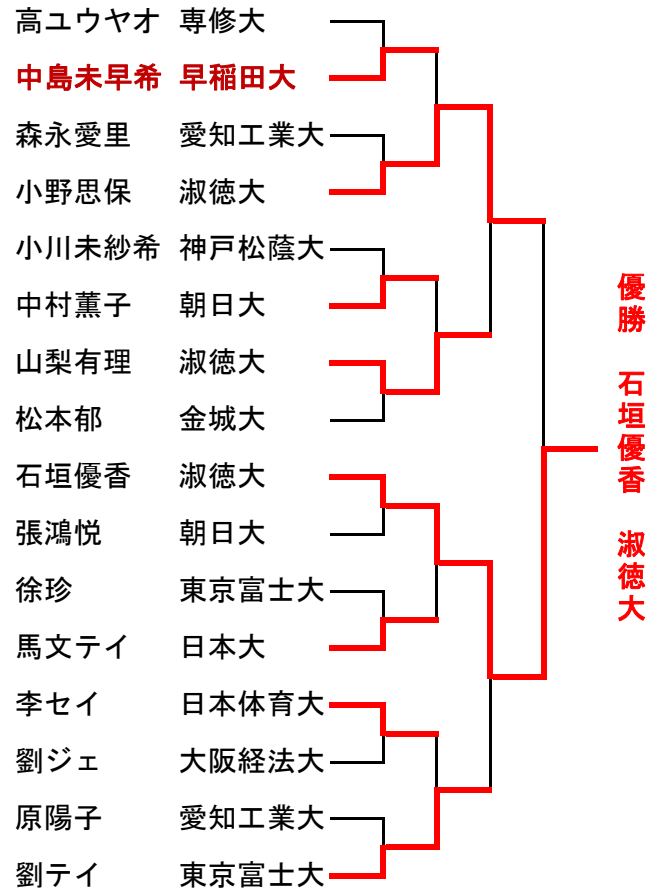 高ユウヤオ 専修大
中島未早希 早稲田大
森永愛里 愛知工業大
小野思保 淑徳大
小川未紗希 神戸松蔭大
中村薫子 朝日大
山梨有理 淑徳大
松本郁 金城大
石垣優香 淑徳大
張鴻悦 朝日大
徐珍 東京富士大
馬文テイ 日本大
李セイ 日本体育大
劉ジェ 大阪経法大
原陽子 愛知工業大
劉テイ 東京富士大
優勝 石垣優香 淑徳大